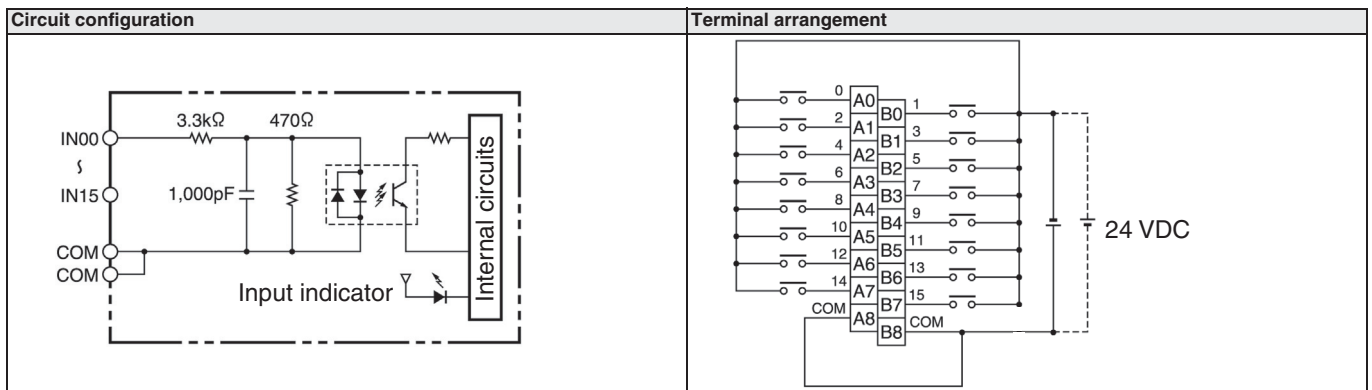 Circuit configuration
Terminal arrangement
3.3kΩ 470Ω
IN00
∫
IN15
1,000pF
COM
COM
Input indicator
Internal circuits
0 A0
B0 1
2 A1
B1 3
4 A2
B2 5
6 A3
B3 7
8 A4
B4 9
10 A5
B5 11
12 A6
B6 13
14 A7
B7 15
COM A8
B8 COM
24 VDC